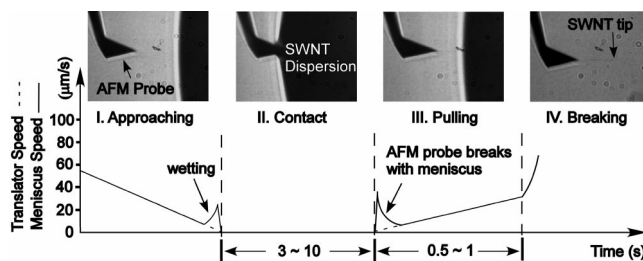 SWNT tip
SWNT
Dispersion
AFM Probe
I. Approaching
II. Contact
III. Pulling
IV. Breaking
Translator Speed
Meniscus Speed
(μm/s)
100
80
60
40
20
0
wetting
AFM probe breaks
with meniscus
3 ~ 10
0.5 ~ 1
Time (s)